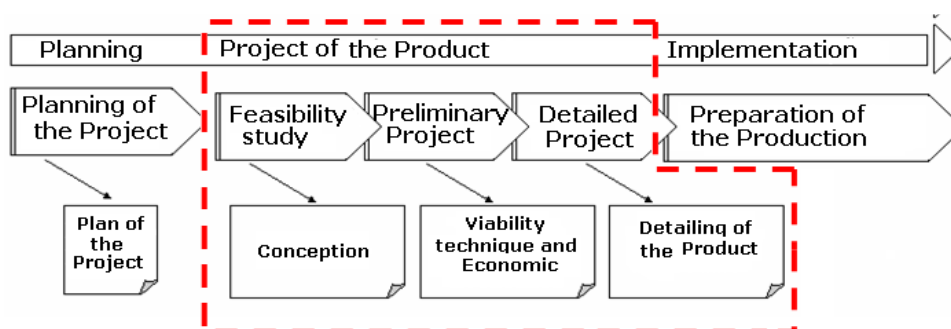 Planning
Project of the Product
Implementation
Planning of
the Project
Feasibility
study
Preliminary
Project
Detailed
Project
Preparation of
the Production
Plan of
the
Project
Conception
Viability
technique and
Economic
Detailing of
the Product